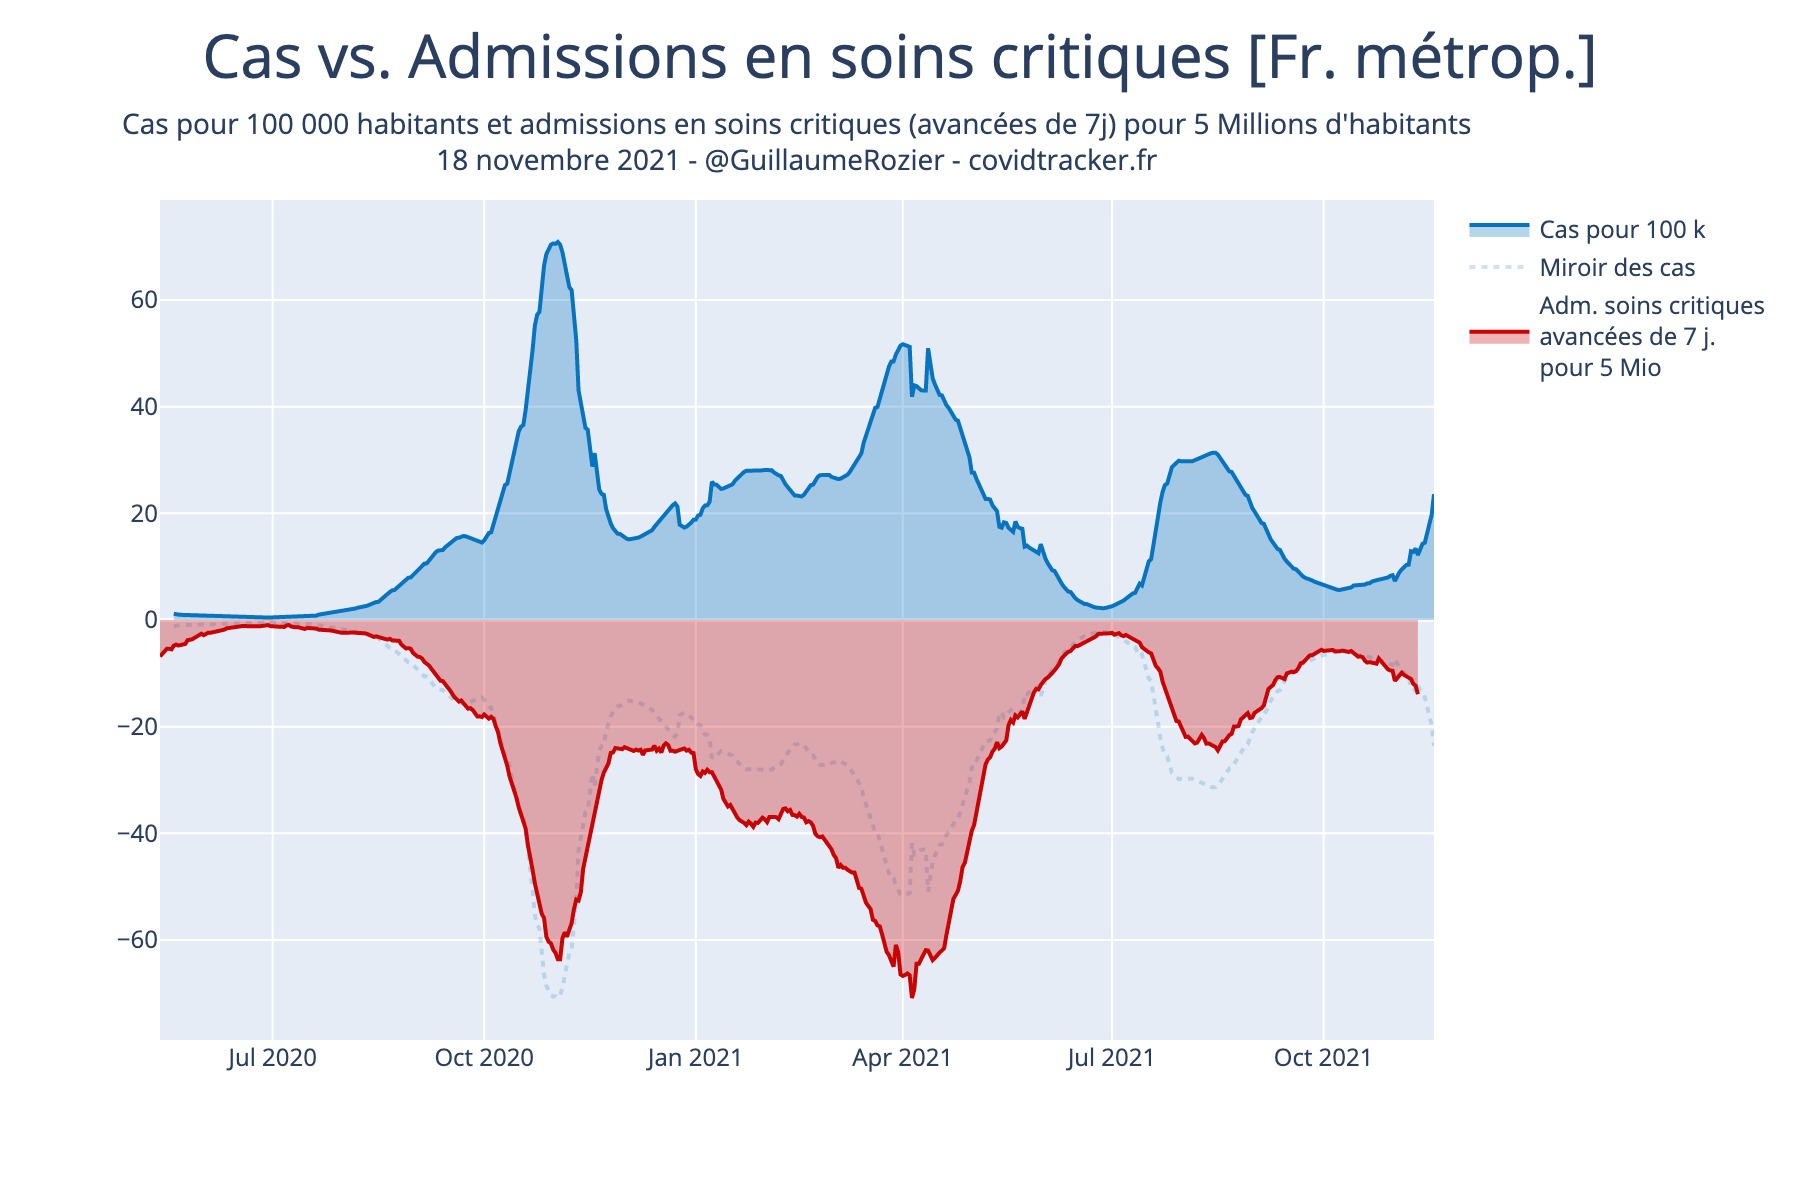 Cas vs. Admissions en soins critiques [Fr. métrop.]
Cas pour 100 000 habitants et admissions en soins critiques (avancées de 7j) pour 5 Millions d'habitants
18 novembre 2021 - @GuillaumeRozier - covidtracker.fr
Cas pour 100 k
Miroir des cas
Adm. soins critiques
avancées de 7 j.
pour 5 Mio
60
40
20
0
−20
−40
−60
Jul 2020
Oct 2020
Jan 2021
Apr 2021
Jul 2021
Oct 2021